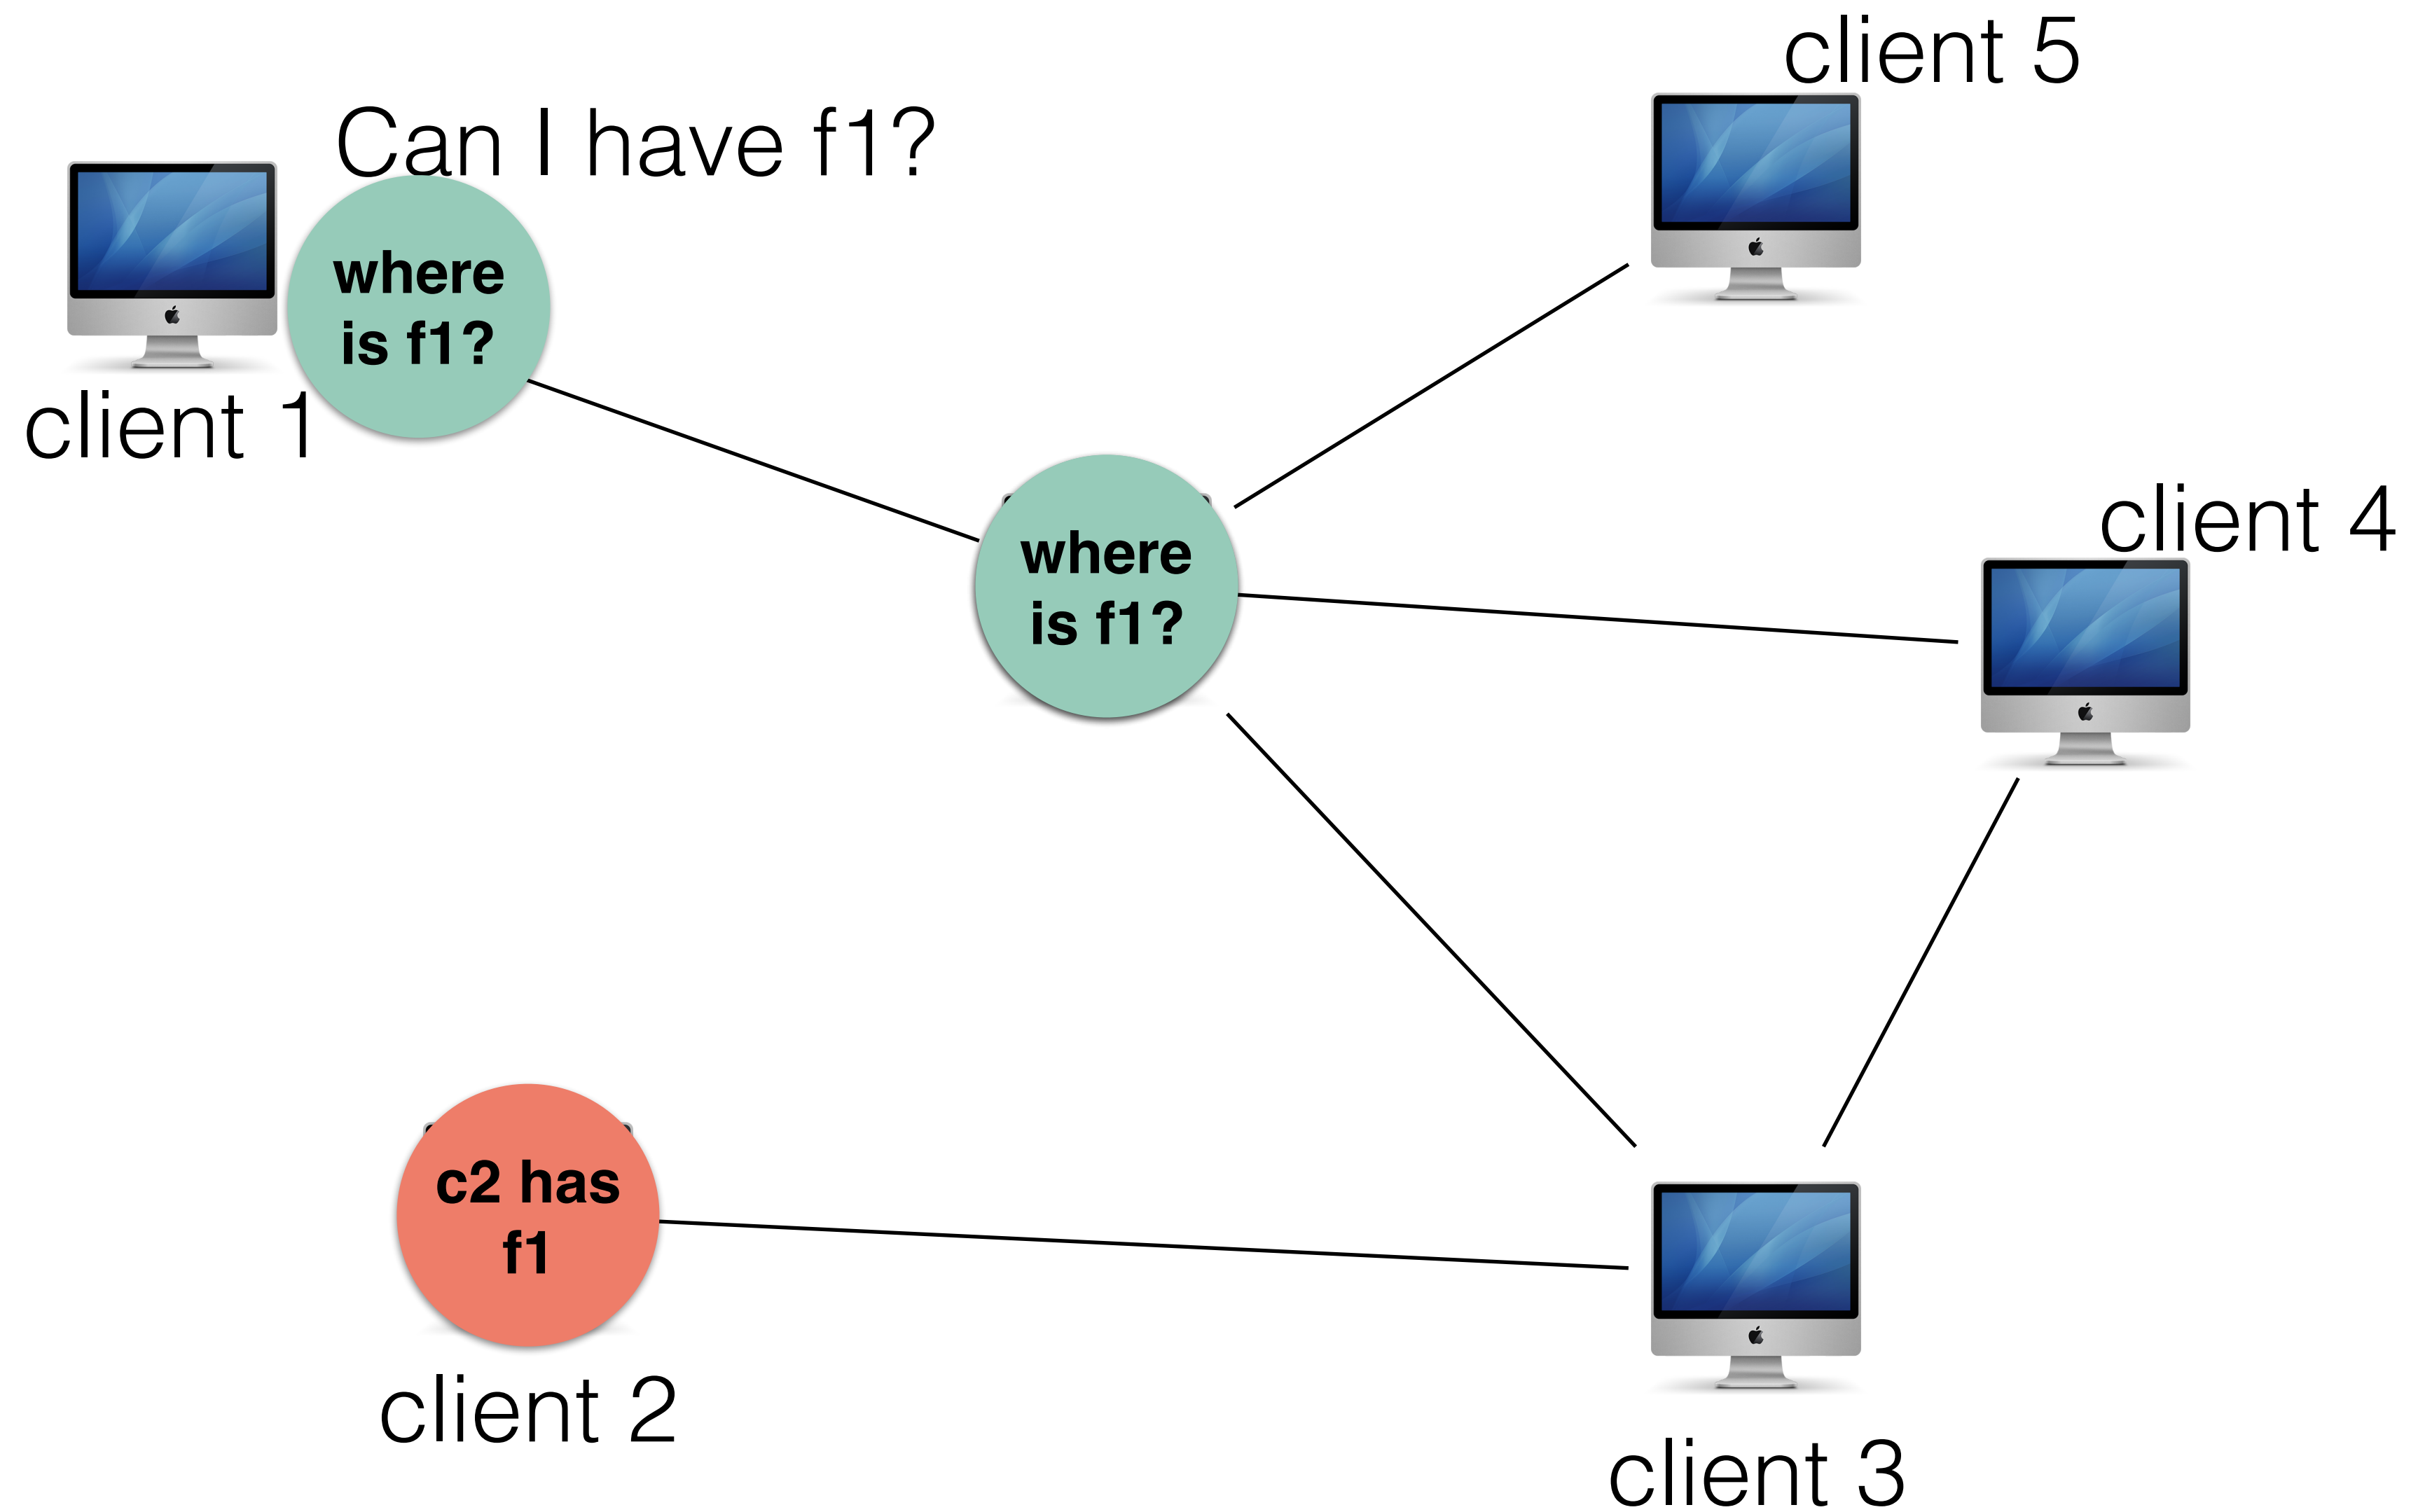 client 5
Can I have f1?
where
is f1?
client 1
client 4
where
is f1?
c2 has
f1
client 2
client 3